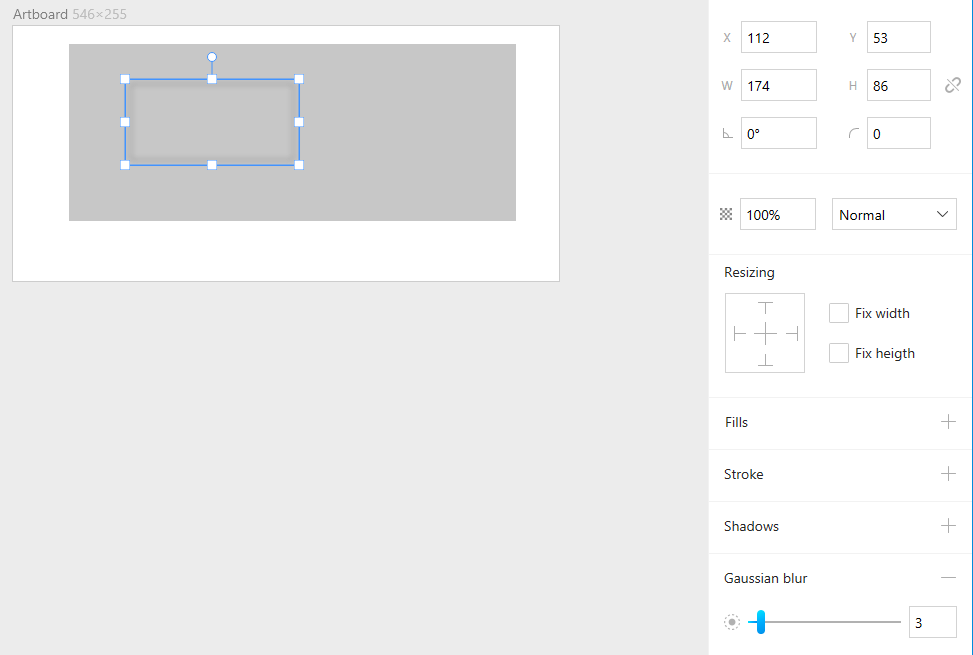 Artboard 546×255
X 112 Y 53
W 174 H 86
0° 0
100% Normal
Resizing
Fix width
Fix heigth
Fills
Stroke
Shadows
Gaussian blur
3